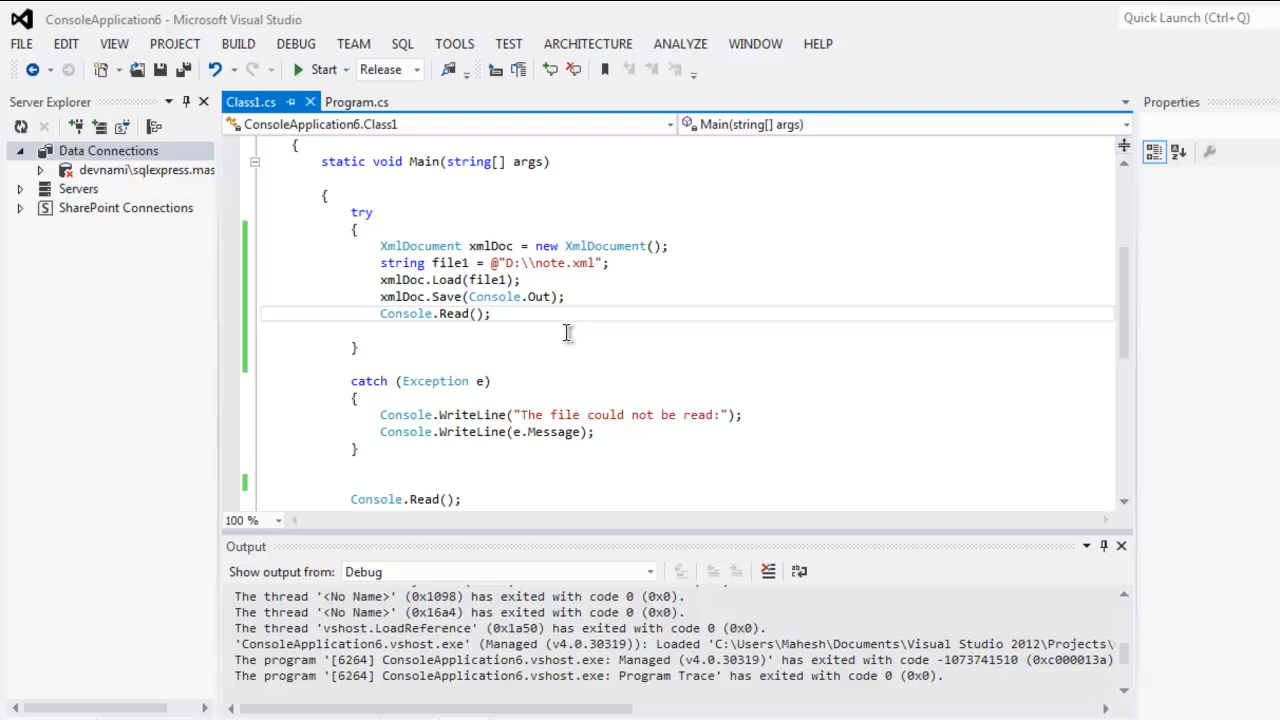 ConsoleApplication6 - Microsoft Visual Studio
Quick Launch (Ctrl+Q)
FILE EDIT VIEW PROJECT BUILD DEBUG TEAM SQL TOOLS TEST ARCHITECTURE ANALYZE WINDOW HELP
Start Release
Server Explorer
Class1.cs Program.cs
Properties
ConsoleApplication6.Class1 Main(string[] args)
Data Connections
devnami\sqlexpress.mas
Servers
SharePoint Connections
{
static void Main(string[] args)
{
try
{
XmlDocument xmlDoc = new XmlDocument();
string file1 = @"D:\\note.xml";
xmlDoc.Load(file1);
xmlDoc.Save(Console.Out);
Console.Read();
}
catch (Exception e)
{
Console.WriteLine("The file could not be read:");
Console.WriteLine(e.Message);
}
Console.Read();
100 %
Output
Show output from: Debug
The thread '<No Name>' (0x1098) has exited with code 0 (0x0).
The thread '<No Name>' (0x16a4) has exited with code 0 (0x0).
The thread 'vshost.LoadReference' (0x1a50) has exited with code 0 (0x0).
'ConsoleApplication6.vshost.exe' (Managed (v4.0.30319)): Loaded 'C:\Users\Mahesh\Documents\Visual Studio 2012\Projects\
The program '[6264] ConsoleApplication6.vshost.exe: Managed (v4.0.30319)' has exited with code -1073741510 (0xc000013a)
The program '[6264] ConsoleApplication6.vshost.exe: Program Trace' has exited with code 0 (0x0).